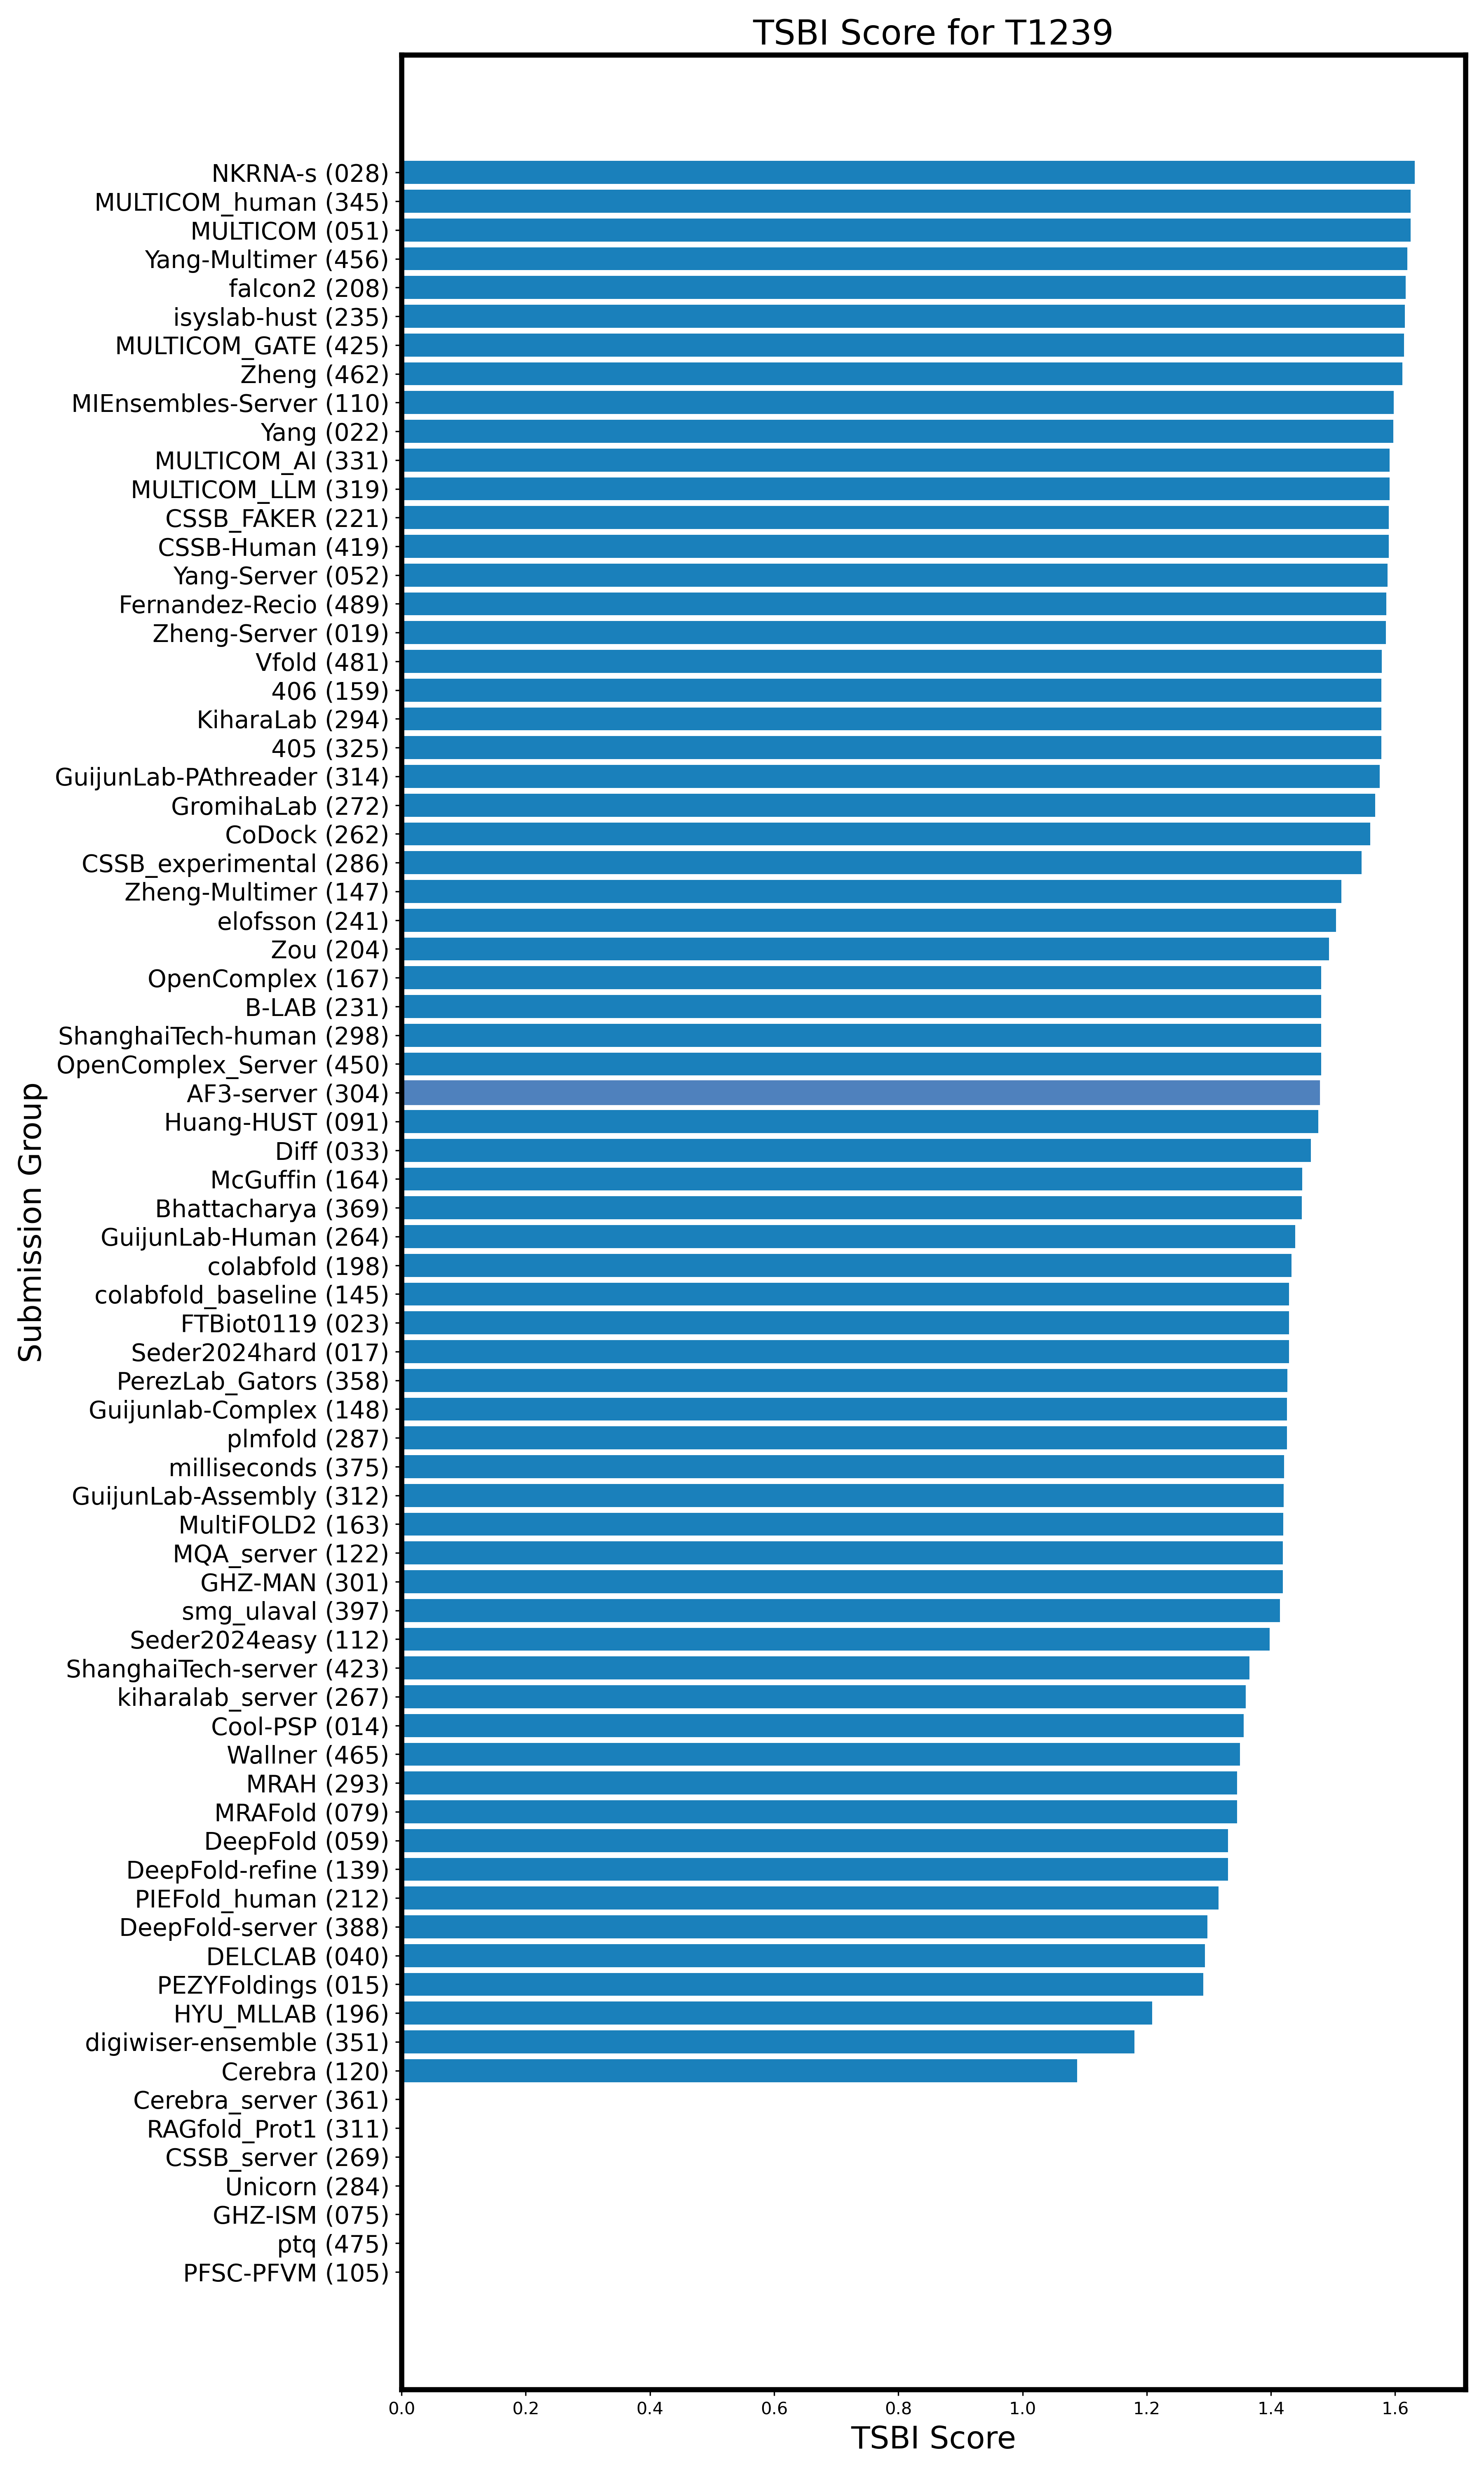 TSBI Score for T1239
NKRNA-s (028)
MULTICOM_human (345)
MULTICOM (051)
Yang-Multimer (456)
falcon2 (208)
isyslab-hust (235)
MULTICOM_GATE (425)
Zheng (462)
MIEnsembles-Server (110)
Yang (022)
MULTICOM_AI (331)
MULTICOM_LLM (319)
CSSB_FAKER (221)
CSSB-Human (419)
Yang-Server (052)
Fernandez-Recio (489)
Zheng-Server (019)
Vfold (481)
406 (159)
KiharaLab (294)
405 (325)
GuijunLab-PAthreader (314)
GromihaLab (272)
CoDock (262)
CSSB_experimental (286)
Zheng-Multimer (147)
elofsson (241)
Zou (204)
OpenComplex (167)
B-LAB (231)
ShanghaiTech-human (298)
OpenComplex_Server (450)
AF3-server (304)
Huang-HUST (091)
Diff (033)
McGuffin (164)
Bhattacharya (369)
GuijunLab-Human (264)
colabfold (198)
colabfold_baseline (145)
FTBiot0119 (023)
Seder2024hard (017)
PerezLab_Gators (358)
Guijunlab-Complex (148)
plmfold (287)
milliseconds (375)
GuijunLab-Assembly (312)
MultiFOLD2 (163)
MQA_server (122)
GHZ-MAN (301)
smg_ulaval (397)
Seder2024easy (112)
ShanghaiTech-server (423)
kiharalab_server (267)
Cool-PSP (014)
Wallner (465)
MRAH (293)
MRAFold (079)
DeepFold (059)
DeepFold-refine (139)
PIEFold_human (212)
DeepFold-server (388)
DELCLAB (040)
PEZYFoldings (015)
HYU_MLLAB (196)
digiwiser-ensemble (351)
Cerebra (120)
Cerebra_server (361)
RAGfold_Prot1 (311)
CSSB_server (269)
Unicorn (284)
GHZ-ISM (075)
ptq (475)
PFSC-PFVM (105)
Submission Group
0.0 0.2 0.4 0.6 0.8 1.0 1.2 1.4 1.6
TSBI Score